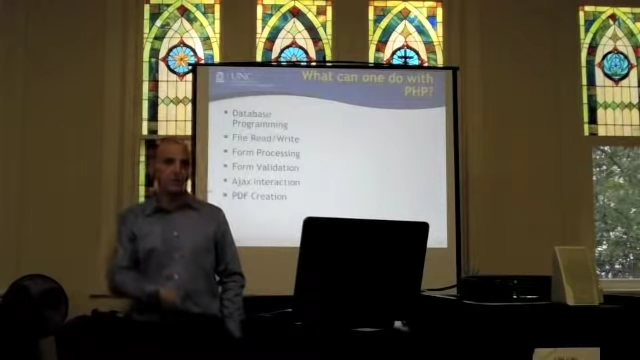 UNC
What can one do with
PHP?
Database
Programming
File Read/Write
Form Processing
Form Validation
Ajax Interaction
PDF Creation